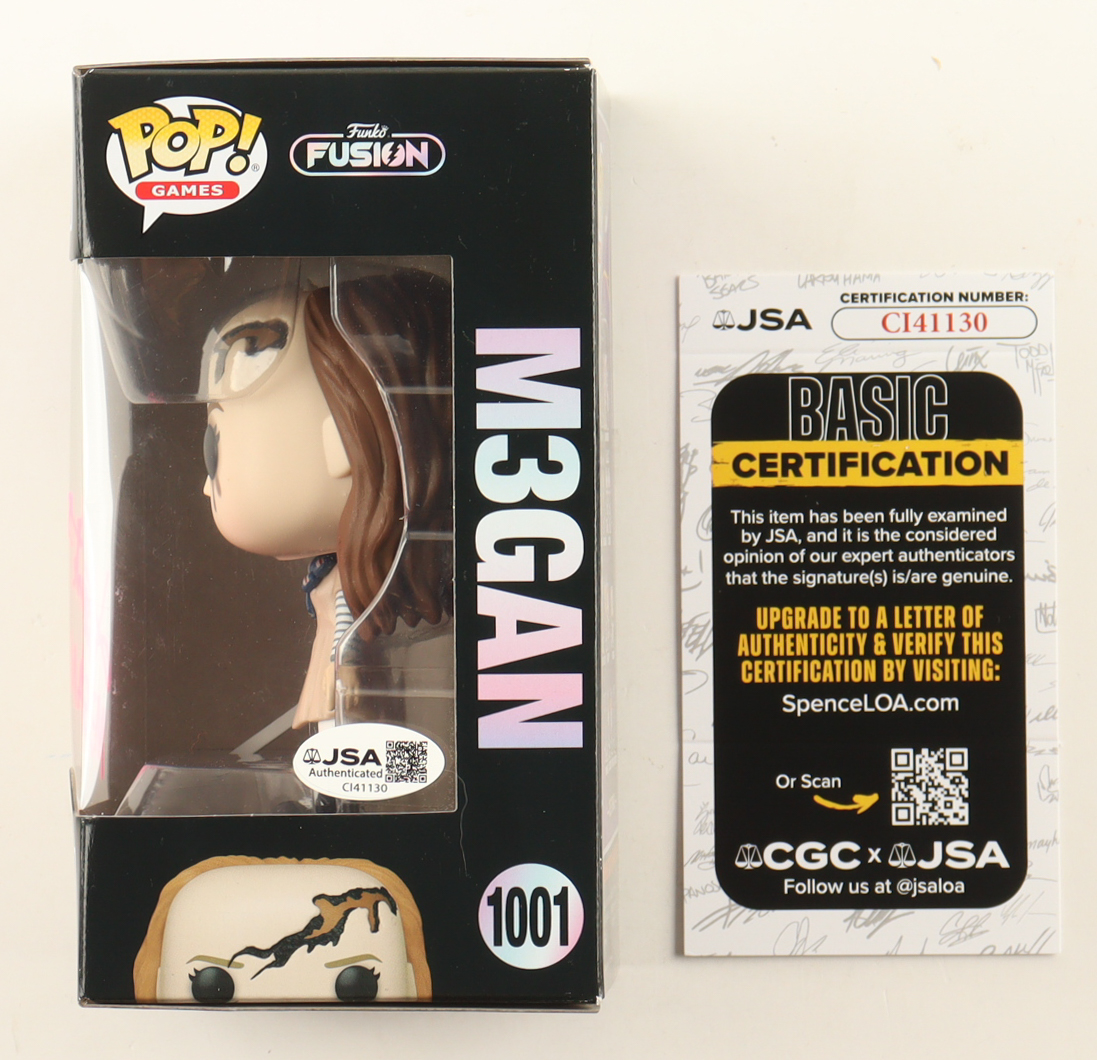 POP!®
GAMES
Funko
FUSION
M3GAN
JSA
Authenticated
CI41130
1001
LARRY HAMA
JSA
CERTIFICATION NUMBER:
CI41130
BASIC
CERTIFICATION
This item has been fully examined
by JSA, and it is the considered
opinion of our expert authenticators
that the signature(s) is/are genuine.
UPGRADE TO A LETTER OF
AUTHENTICITY & VERIFY THIS
CERTIFICATION BY VISITING:
SpenceLOA.com
Or Scan
CGC x JSA
Follow us at @jsaloa